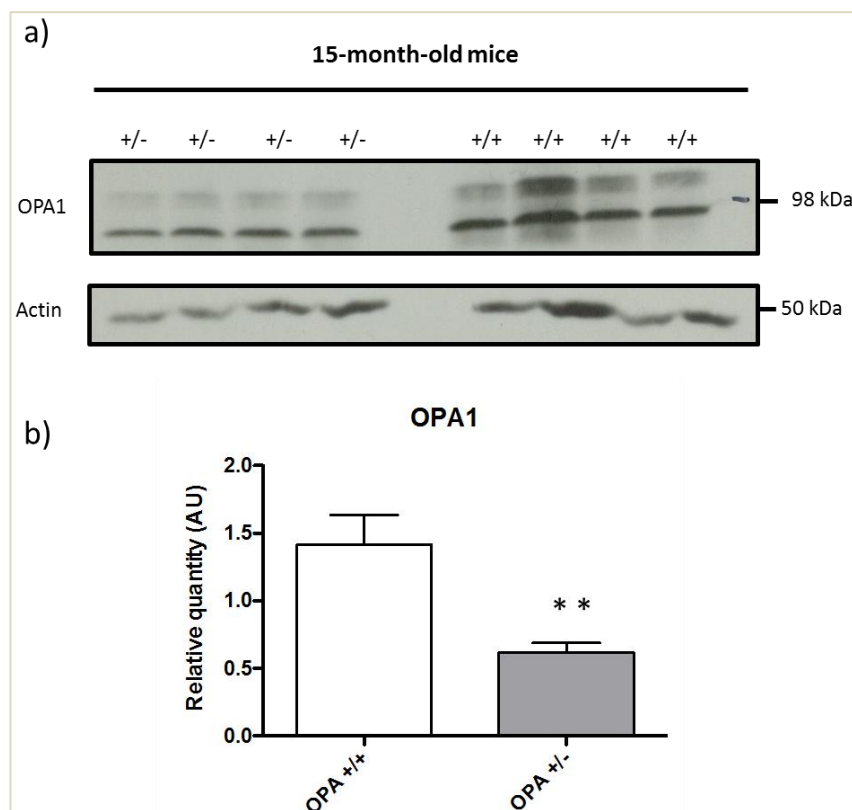 a)
15-month-old mice
+/- +/- +/- +/- +/+ +/+ +/+ +/+
OPA1
98 kDa
Actin
50 kDa
b)
OPA1
Relative quantity (AU)
2.0
1.5
1.0
* *
0.5
0.0
OPA +/+
OPA +/-